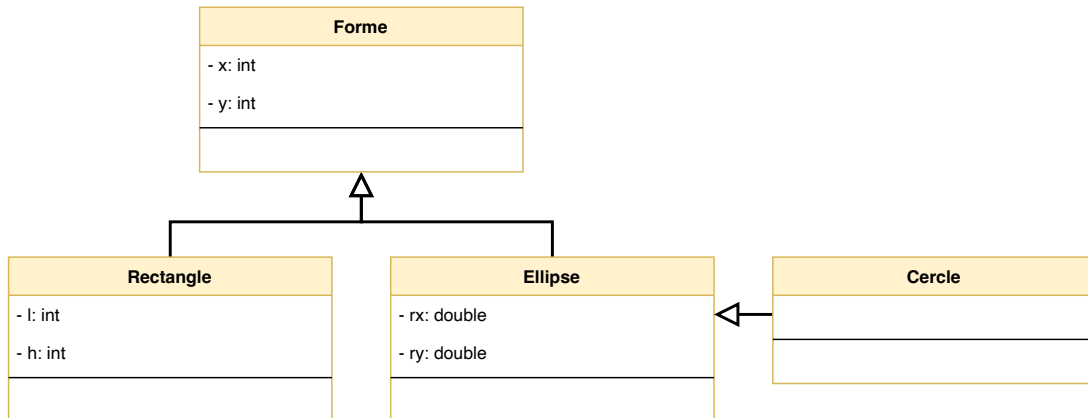 Forme
- x: int
- y: int
Rectangle
- l: int
- h: int
Ellipse
- rx: double
- ry: double
Cercle